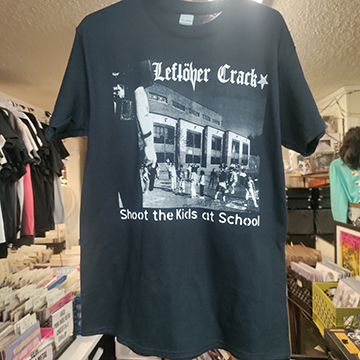 Leftöver Crack
Shoot the Kids at School